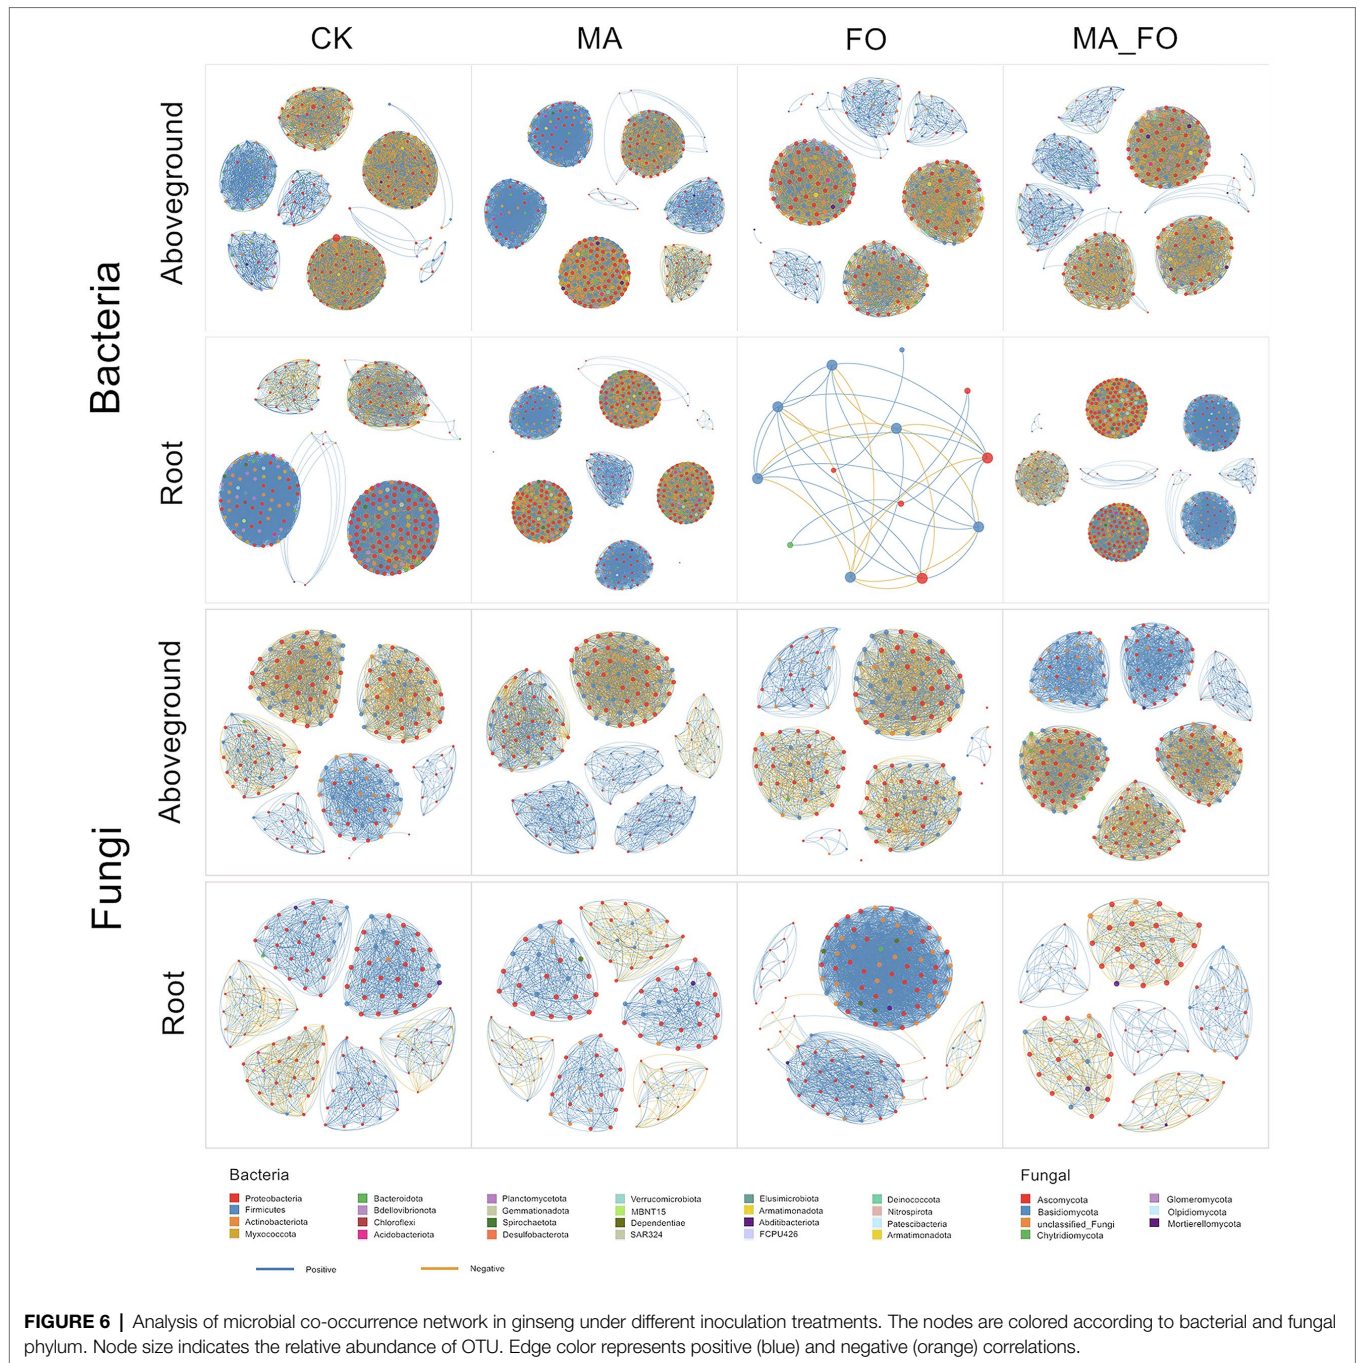 CK MA FO MA_FO
Bacteria
Aboveground
Root
Fungi
Aboveground
Root
Bacteria
Proteobacteria
Firmicutes
Actinobacteriota
Myxococcota
Bacteroidota
Bdellovibrionota
Chloroflexi
Acidobacteriota
Planctomycetota
Gemmationadota
Spirochaetota
Desulfobacterota
Verrucomicrobiota
MBNT15
Dependentiae
SAR324
Elusimicrobiota
Armatimonadota
Abditibacteriota
FCPU426
Deinococcota
Nitrospirota
Patescibacteria
Armatimonadota
Fungal
Ascomycota
Basidiomycota
unclassified_Fungi
Chytridiomycota
Glomeromycota
Olpidiomycota
Mortierellomycota
Positive
Negative
FIGURE 6 | Analysis of microbial co-occurrence network in ginseng under different inoculation treatments. The nodes are colored according to bacterial and fungal
phylum. Node size indicates the relative abundance of OTU. Edge color represents positive (blue) and negative (orange) correlations.